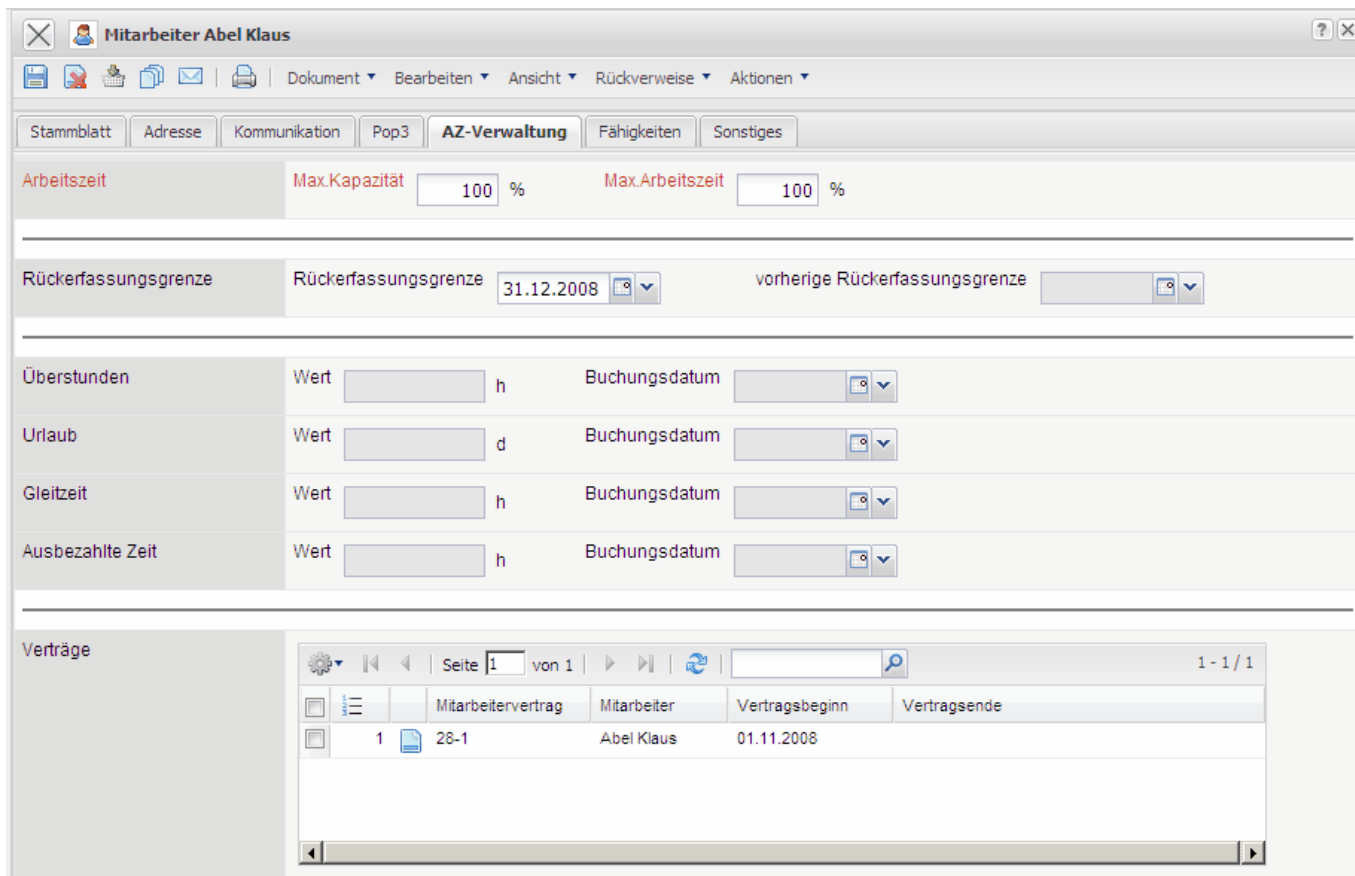 Mitarbeiter Abel Klaus
Dokument Bearbeiten Ansicht Rückverweise Aktionen
Stammblatt Adresse Kommunikation Pop3 AZ-Verwaltung Fähigkeiten Sonstiges
Arbeitszeit Max.Kapazität 100 % Max.Arbeitszeit 100 %
Rückerfassungsgrenze Rückerfassungsgrenze 31.12.2008 vorherige Rückerfassungsgrenze
Überstunden Wert h Buchungsdatum
Urlaub Wert d Buchungsdatum
Gleitzeit Wert h Buchungsdatum
Ausbezahlte Zeit Wert h Buchungsdatum
Verträge Seite 1 von 1 1 - 1 / 1
Mitarbeitervertrag Mitarbeiter Vertragsbeginn Vertragsende
1 28-1 Abel Klaus 01.11.2008